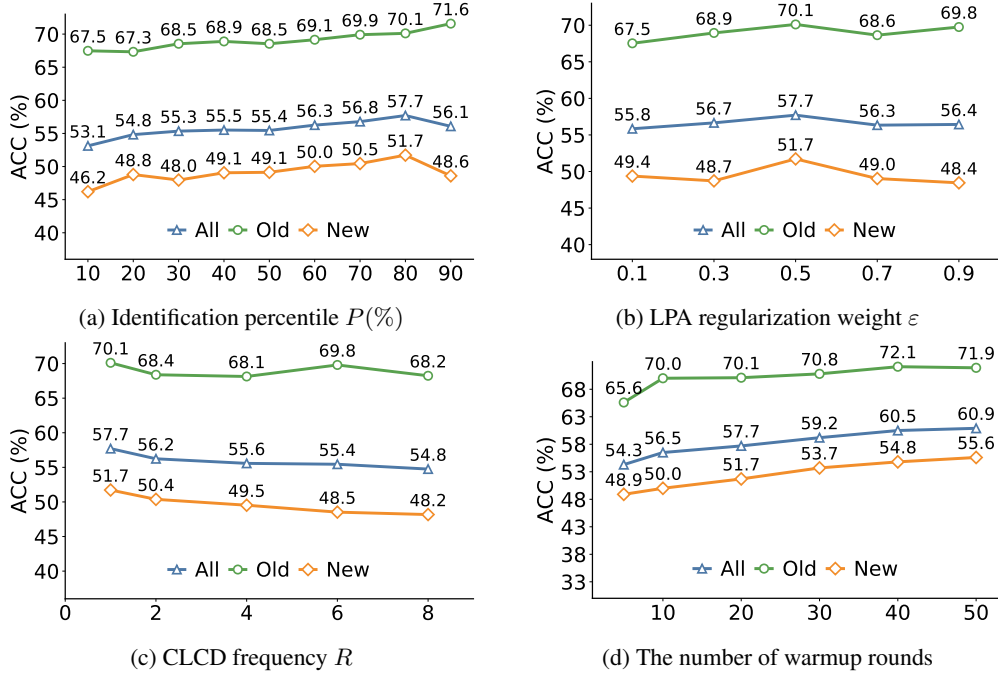 71.6
67.5 67.3 68.5 68.9 68.5 69.1 69.9 70.1
53.1 54.8 55.3 55.5 55.4 56.3 56.8 57.7 56.1
46.2 48.8 48.0 49.1 49.1 50.0 50.5 51.7 48.6
70
65
60
55
50
45
40
ACC (%)
All Old New
10 20 30 40 50 60 70 80 90
(a) Identification percentile P(%)
67.5 68.9 70.1 68.6 69.8
55.8 56.7 57.7 56.3 56.4
49.4 48.7 51.7 49.0 48.4
70
65
60
55
50
45
40
ACC (%)
All Old New
0.1 0.3 0.5 0.7 0.9
(b) LPA regularization weight ε
70.1 68.4 68.1 69.8 68.2
57.7 56.2 55.6 55.4 54.8
51.7 50.4 49.5 48.5 48.2
70
65
60
55
50
45
40
ACC (%)
All Old New
0 2 4 6 8
(c) CLCD frequency R
65.6 70.0 70.1 70.8 72.1 71.9
54.3 56.5 57.7 59.2 60.5 60.9
48.9 50.0 51.7 53.7 54.8 55.6
68
63
58
53
48
43
38
33
ACC (%)
All Old New
10 20 30 40 50
(d) The number of warmup rounds